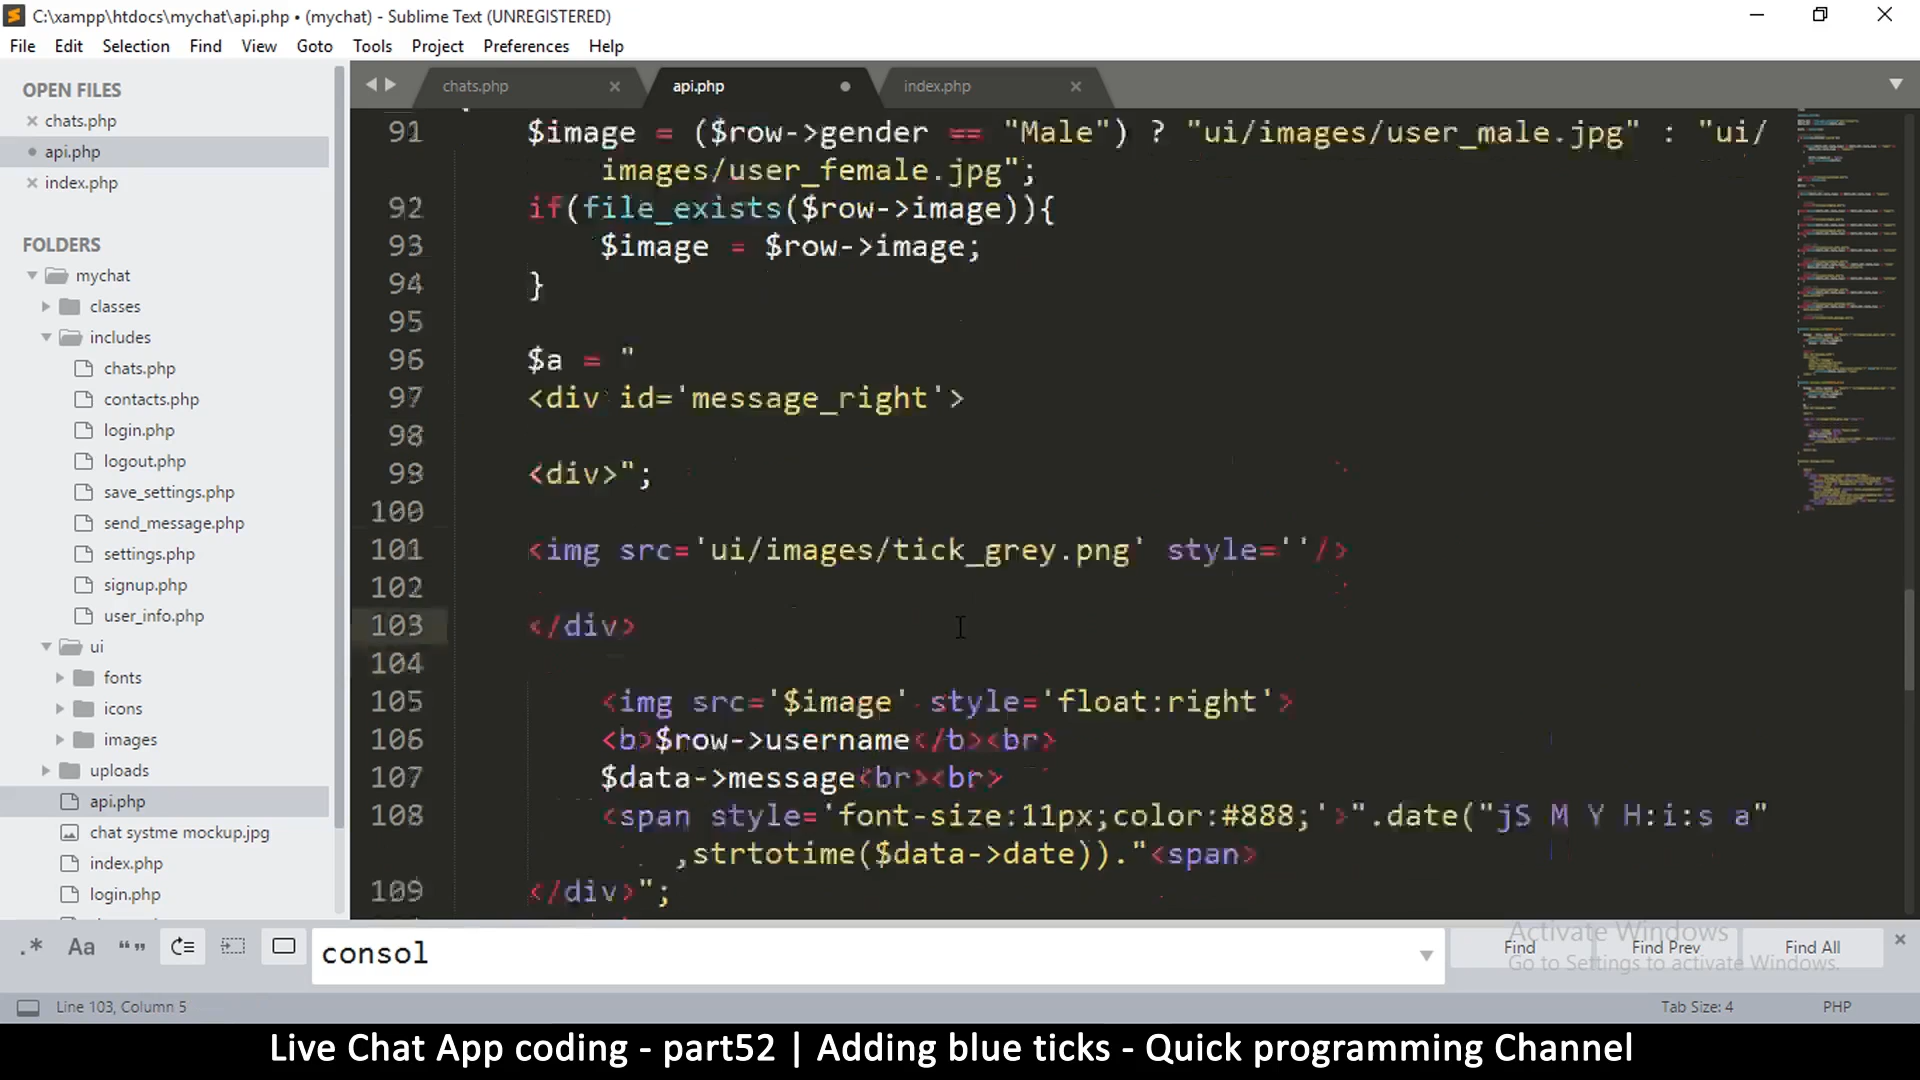 C:\xampp\htdocs\mychat\api.php • (mychat) - Sublime Text (UNREGISTERED)
File Edit Selection Find View Goto Tools Project Preferences Help
OPEN FILES
chats.php
api.php
index.php
FOLDERS
mychat
classes
includes
chats.php
contacts.php
login.php
logout.php
save_settings.php
send_message.php
settings.php
signup.php
user_info.php
ui
fonts
icons
images
uploads
api.php
chat systme mockup.jpg
index.php
login.php
chats.php api.php index.php
91 $image = ($row->gender == "Male") ? "ui/images/user_male.jpg" : "ui/
images/user_female.jpg";
92 if(file_exists($row->image)){
93 $image = $row->image;
94 }
95
96 $a = "
97 <div id='message_right'>
98
99 <div>";
100
101 <img src='ui/images/tick_grey.png' style=''/>
102
103 </div>
104
105 <img src='$image' style='float:right'>
106 <b>$row->username</b><br>
107 $data->message<br><br>
108 <span style='font-size:11px;color:#888;'>".date("jS M Y H:i:s a"
,strtotime($data->date))."<span>
109 </div>";
.* Aa “” consol Find Find Prev Find All
Activate Windows
Go to Settings to activate Windows.
Line 103, Column 5 Tab Size: 4 PHP
Live Chat App coding - part52 | Adding blue ticks - Quick programming Channel